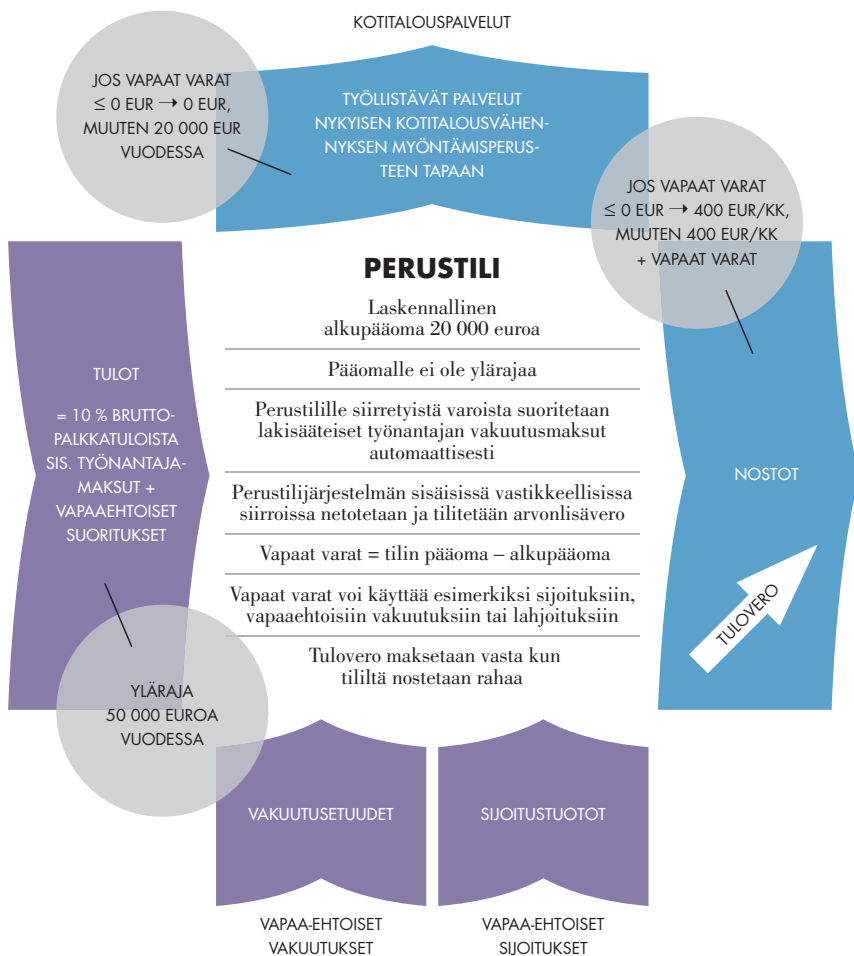 KOTITALOUSPALVELUT
JOS VAPAAT VARAT
≤ 0 EUR → 0 EUR,
MUUTEN 20 000 EUR
VUODESSA
TYÖLLISTÄVÄT PALVELUT
NYKYISEN KOTITALOUSVÄHEN-
NYKSEN MYÖNTÄMISPERUS-
TEEN TAPAAN
JOS VAPAAT VARAT
≤ 0 EUR → 400 EUR/KK,
MUUTEN 400 EUR/KK
+ VAPAAT VARAT
PERUSTILI
Laskennallinen
alkupääoma 20 000 euroa
Pääomalle ei ole ylärajaa
Perustilille siirretyistä varoista suoritetaan
lakisääteiset työnantajan vakuutusmaksut
automaattisesti
Perustilijärjestelmän sisäisissä vastikkeellisissa
siirroissa netotetaan ja tilitetään arvonlisävero
Vapaat varat = tilin pääoma – alkupääoma
Vapaat varat voi käyttää esimerkiksi sijoituksiin,
vapaaehtoisiin vakuutuksiin tai lahjoituksiin
Tulovero maksetaan vasta kun
tililtä nostetaan rahaa
TULOT
= 10 % BRUTTO-
PALKKATULOISTA
SIS. TYÖNANTAJA-
MAKSUT +
VAPAAEHTOISET
SUORITUKSET
YLÄRAJA
50 000 EUROA
VUODESSA
NOSTOT
TULOVERO
VAKUUTUSETUUDET
SIJOITUSTUOTOT
VAPAA-EHTOISET
VAKUUTUKSET
VAPAA-EHTOISET
SIJOITUKSET